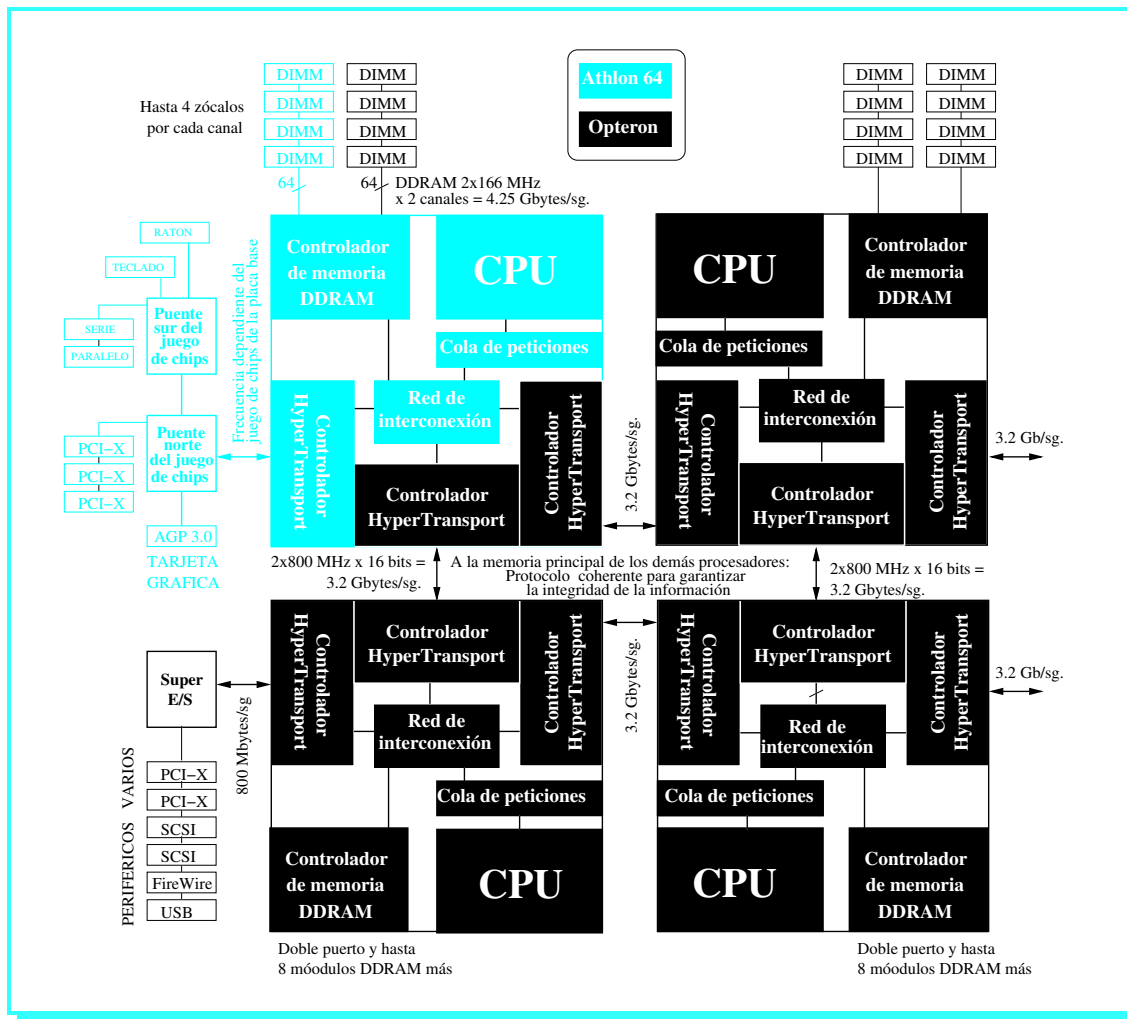 DIMM
DIMM
DIMM
DIMM
DIMM
DIMM
DIMM
DIMM
Hasta 4 zócalos
por cada canal
Athlon 64
Opteron
DIMM
DIMM
DIMM
DIMM
DIMM
DIMM
DIMM
DIMM
64
64
DDRAM 2x166 MHz
x 2 canales = 4.25 Gbytes/sg.
RATON
TECLADO
SERIE
PARALELO
Puente
sur del
juego
de chips
Puente
norte
del juego
de chips
PCI-X
PCI-X
PCI-X
AGP 3.0
TARJETA
GRAFICA
Frecuencia dependiente del
juego de chips de la placa base
Controlador
de memoria
DDRAM
CPU
Cola de peticiones
Red de
interconexión
Controlador
HyperTransport
Controlador
HyperTransport
Controlador
HyperTransport
3.2 Gbytes/sg.
CPU
Controlador
de memoria
DDRAM
Cola de peticiones
Red de
interconexión
Controlador
HyperTransport
Controlador
HyperTransport
Controlador
HyperTransport
3.2 Gb/sg.
2x800 MHz x 16 bits =
3.2 Gbytes/sg.
A la memoria principal de los demás procesadores:
Protocolo coherente para garantizar
la integridad de la información
2x800 MHz x 16 bits =
3.2 Gbytes/sg.
Super
E/S
800 Mbytes/sg
PERIFERICOS VARIOS
PCI-X
PCI-X
SCSI
SCSI
FireWire
USB
Controlador
HyperTransport
Controlador
HyperTransport
Controlador
HyperTransport
Red de
interconexión
Cola de peticiones
Controlador
de memoria
DDRAM
CPU
3.2 Gbytes/sg.
Controlador
HyperTransport
Controlador
HyperTransport
Controlador
HyperTransport
3.2 Gb/sg.
Red de
interconexión
Cola de peticiones
CPU
Controlador
de memoria
DDRAM
Doble puerto y hasta
8 móodulos DDRAM más
Doble puerto y hasta
8 móodulos DDRAM más